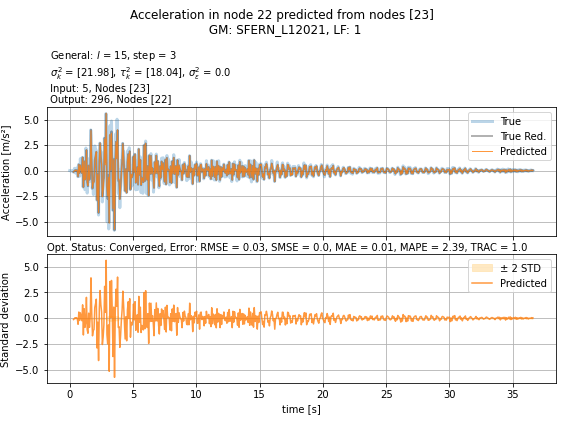 Acceleration in node 22 predicted from nodes [23]
GM: SFERN_L12021, LF: 1
General: l = 15, step = 3
σ²ₖ = [21.98], τ²ₖ = [18.04], σ²ε = 0.0
Input: 5, Nodes [23]
Output: 296, Nodes [22]
Acceleration [m/s²]
5.0
2.5
0.0
−2.5
−5.0
True
True Red.
Predicted
Opt. Status: Converged, Error: RMSE = 0.03, SMSE = 0.0, MAE = 0.01, MAPE = 2.39, TRAC = 1.0
Standard deviation
5.0
2.5
0.0
−2.5
−5.0
± 2 STD
Predicted
0 5 10 15 20 25 30 35
time [s]